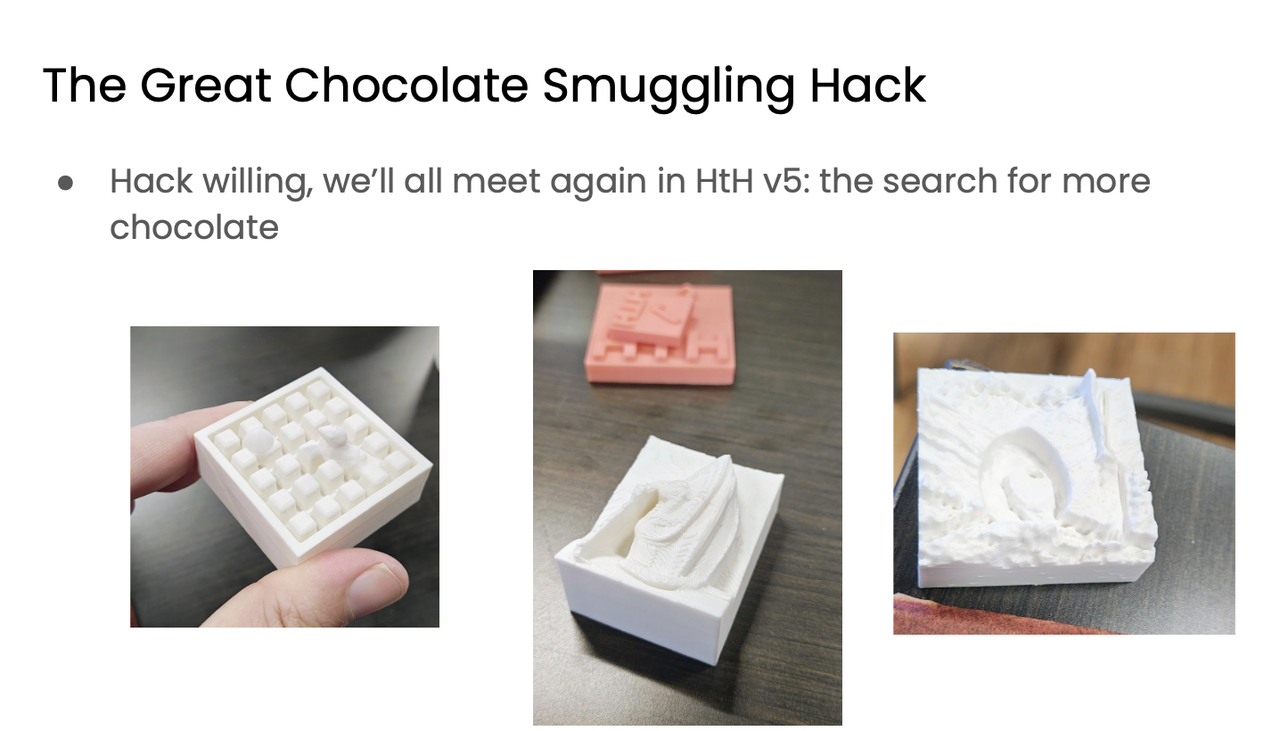 The Great Chocolate Smuggling Hack
● Hack willing, we’ll all meet again in HtH v5: the search for more
chocolate